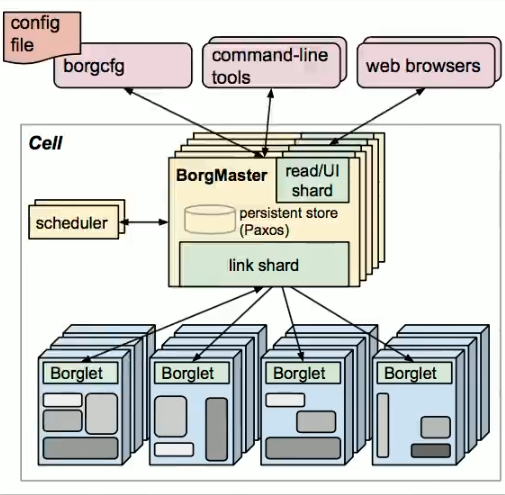 config
file
borgcfg
command-line
tools
web browsers
Cell
BorgMaster
read/UI
shard
persistent store
(Paxos)
scheduler
link shard
Borglet
Borglet
Borglet
Borglet